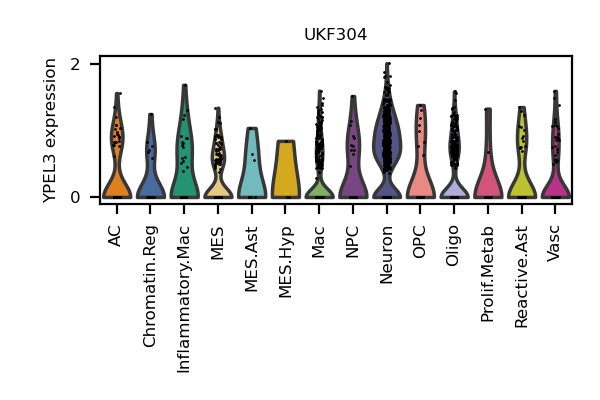 UKF304
YPEL3 expression
2
0
AC
Chromatin.Reg
Inflammatory.Mac
MES
MES.Ast
MES.Hyp
Mac
NPC
Neuron
OPC
Oligo
Prolif.Metab
Reactive.Ast
Vasc